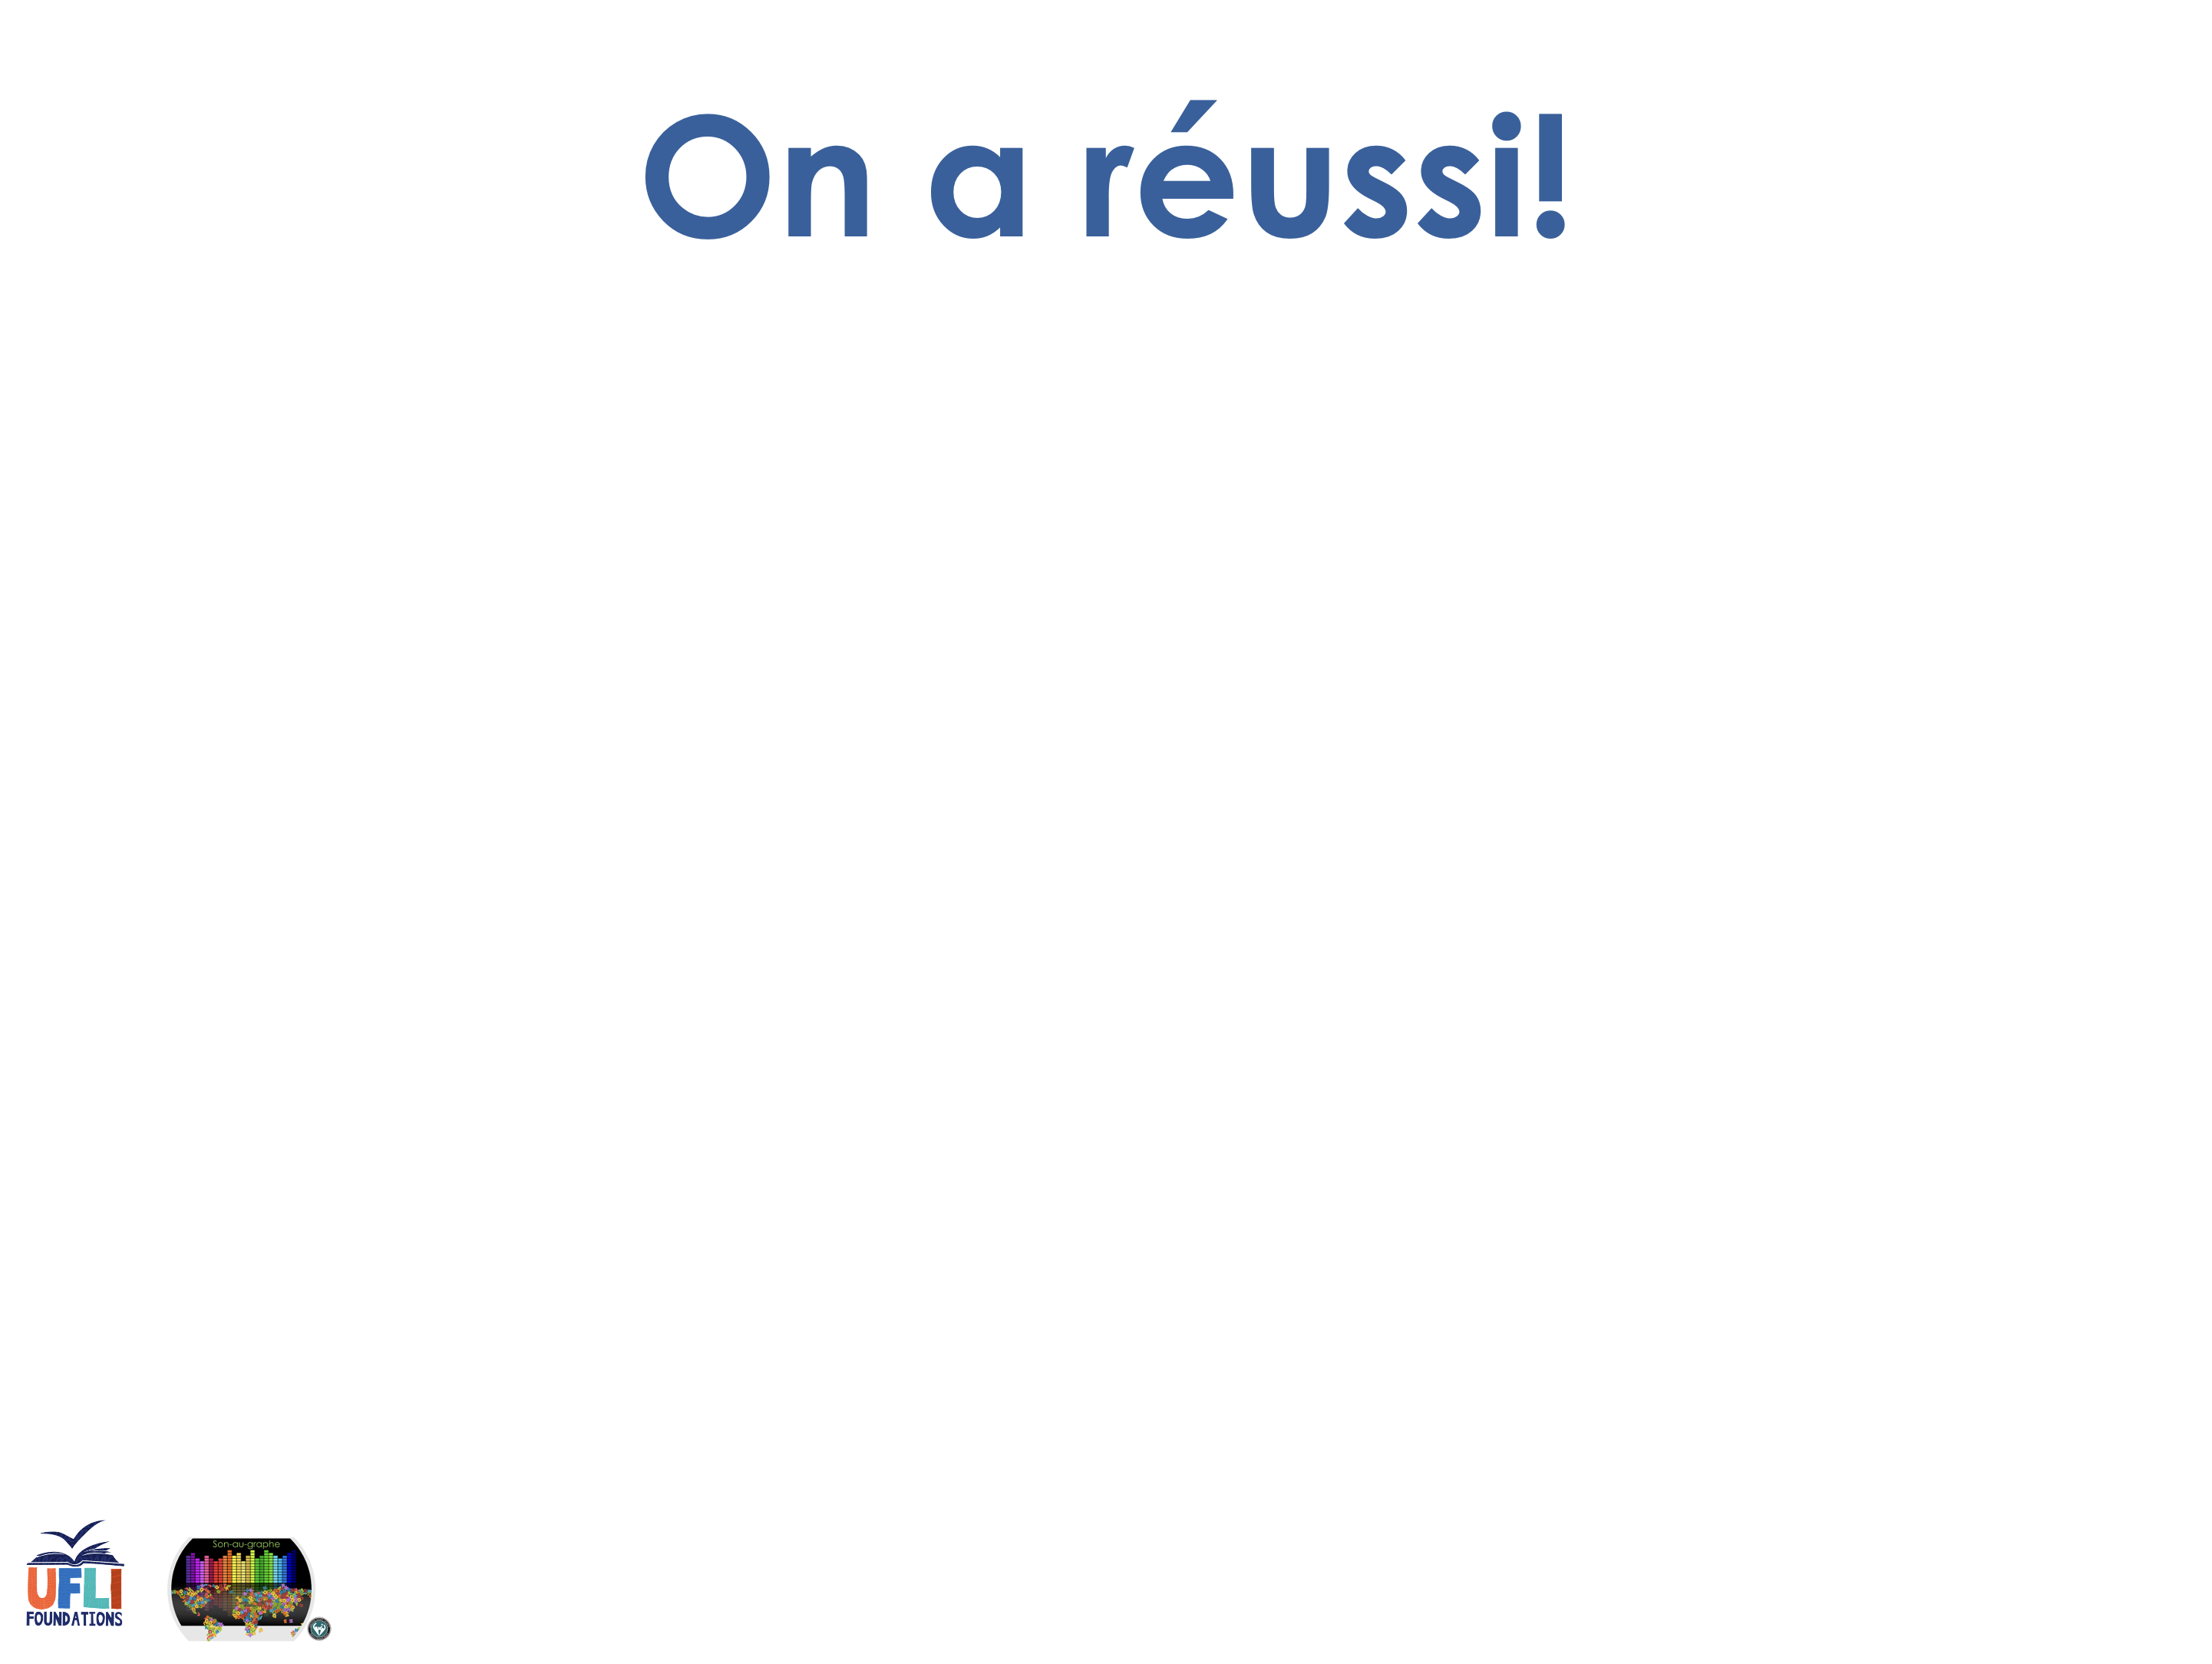 On a réussi!
UFLI
FOUNDATIONS
Son-au-graphe